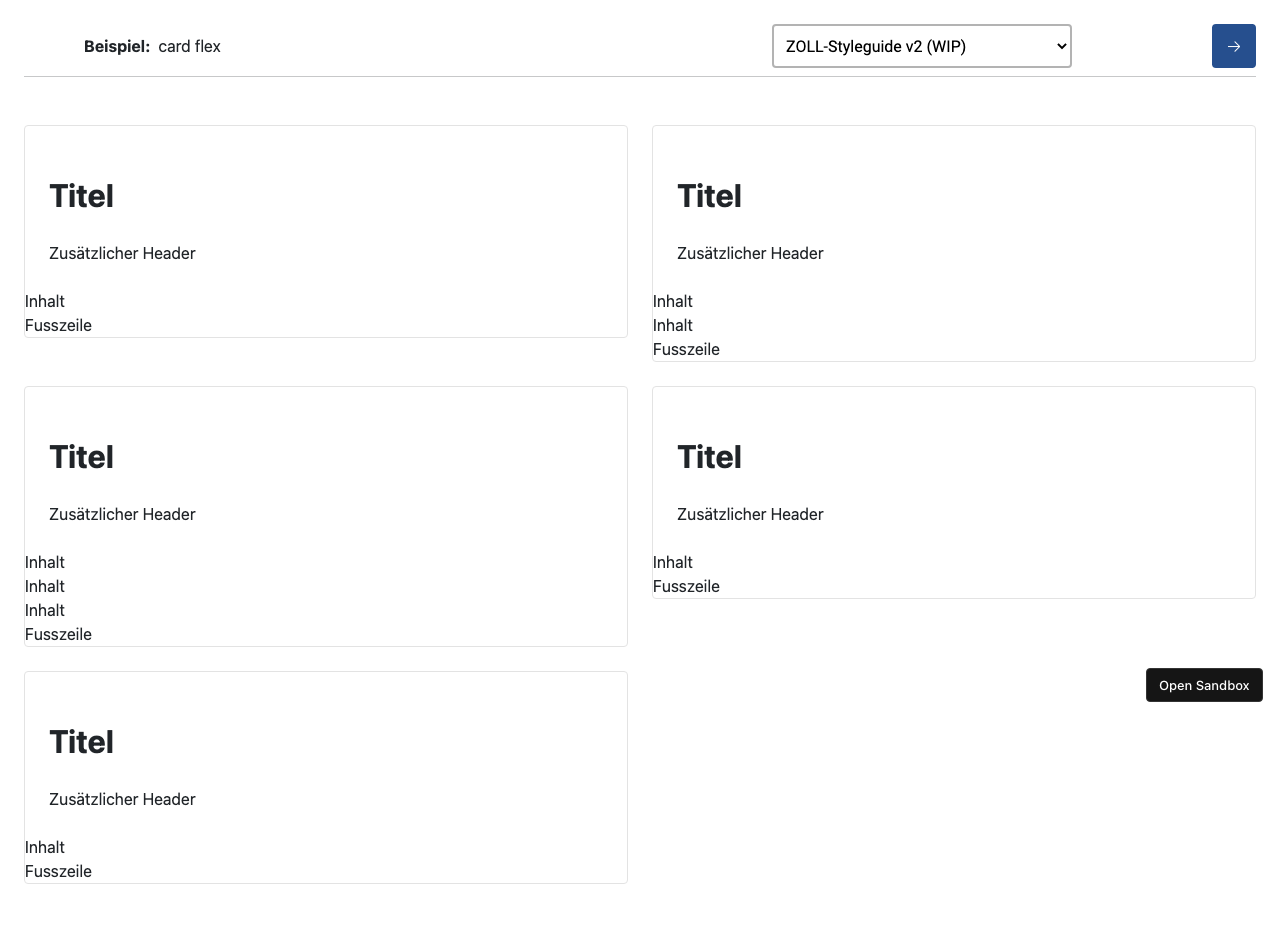 Beispiel: card flex
ZOLL-Styleguide v2 (WIP)
Titel
Zusätzlicher Header
Inhalt
Fusszeile
Titel
Zusätzlicher Header
Inhalt
Inhalt
Fusszeile
Titel
Zusätzlicher Header
Inhalt
Inhalt
Inhalt
Fusszeile
Titel
Zusätzlicher Header
Inhalt
Fusszeile
Open Sandbox
Titel
Zusätzlicher Header
Inhalt
Fusszeile